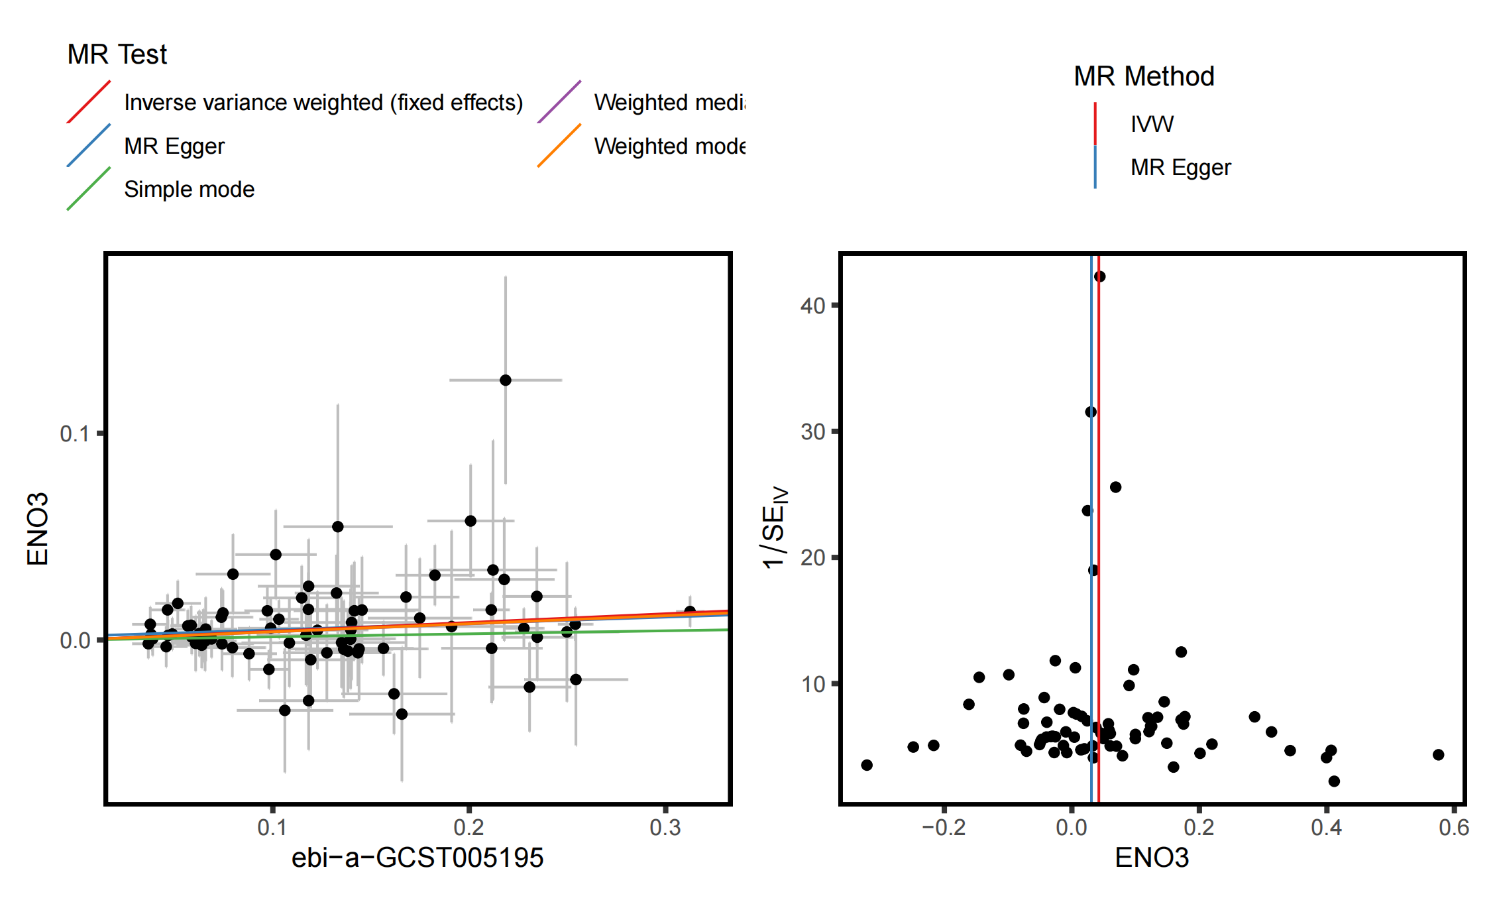 MR Test
Inverse variance weighted (fixed effects)
Weighted
MR Egger
Weighted mode
Simple mode
0.1
0.0
ENO3
0.1 0.2 0.3
ebi−a−GCST005195
MR Method
IVW
MR Egger
40
30
20
10
1/SEIV
−0.2 0.0 0.2 0.4 0.6
ENO3